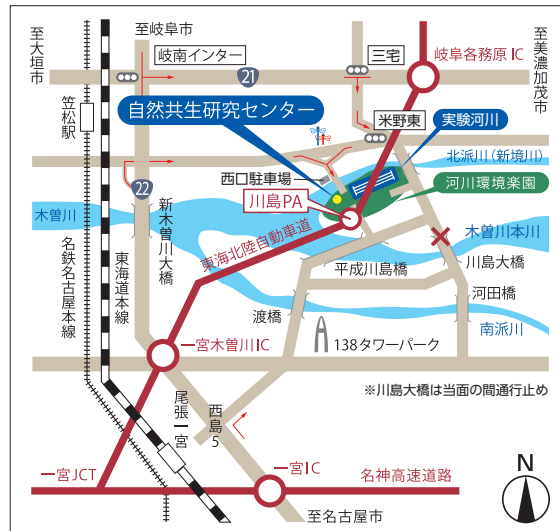 至岐阜市
至大垣市
岐南インター
21
三宅
岐阜各務原IC
至美濃加茂市
笠松駅
自然共生研究センター
米野東
実験河川
北派川(新境川)
西口駐車場
河川環境楽園
22
新木曽川大橋
川島PA
木曽川
木曽川本川
東海北陸自動車道
名鉄名古屋本線
東海道本線
平成川島橋
川島大橋
河田橋
渡橋
南派川
138タワーパーク
一宮木曽川IC
※川島大橋は当面の間通行止め
尾張一宮
西島5
一宮JCT
一宮IC
名神高速道路
至名古屋市
N